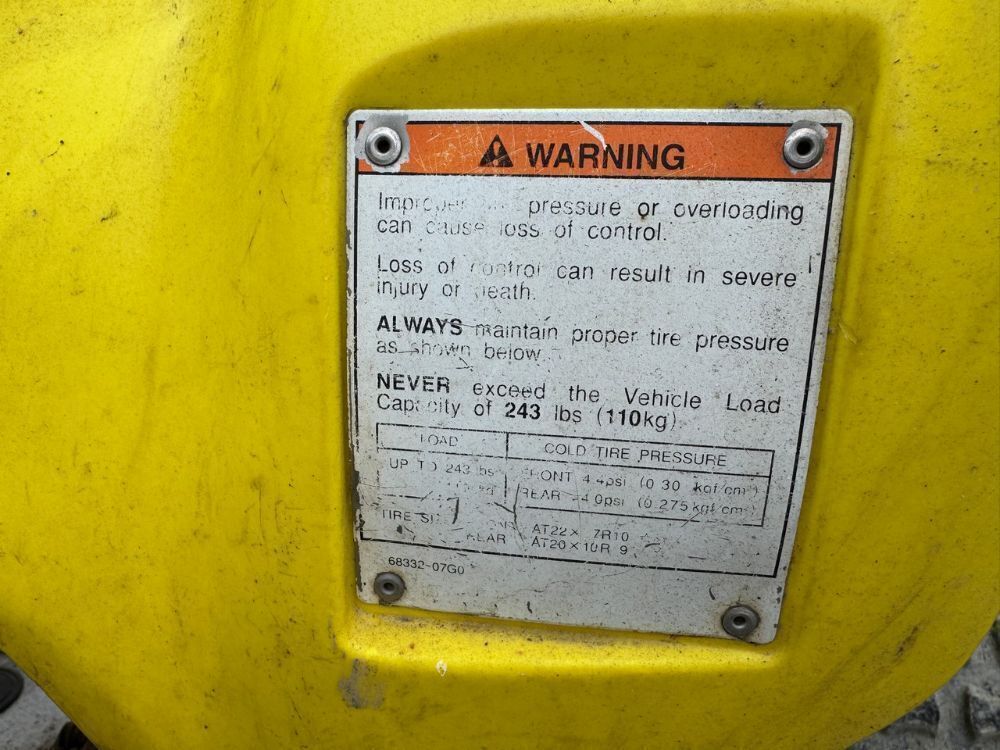 WARNING
Improper pressure or overloading
can cause loss of control.
Loss of control can result in severe
injury or death.
ALWAYS maintain proper tire pressure
as shown below.
NEVER exceed the Vehicle Load
Capacity of 243 lbs (110kg)
LOAD COLD TIRE PRESSURE
UP TO 243 lbs FRONT 4.4psi (0.30 kgf/cm²)
REAR 4.0psi (0.275kgf/cm²)
TIRE AT22× 7R10
REAR AT20×10R 9
68332-07G0